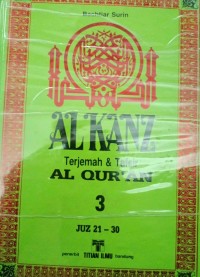 Bachtiar Surin
AL KANZ
Terjemah & Tafsir
AL QUR'AN
3
JUZ 21 - 30
penerbit TITIAN ILMU bandung